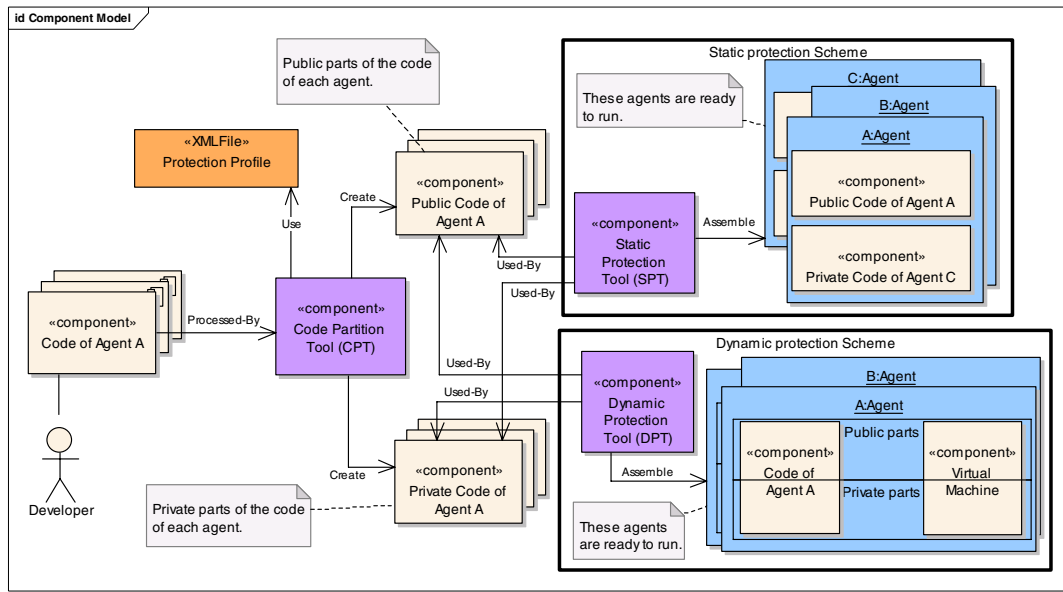 id Component Model
Public parts of the code
of each agent.
«XMLFile»
Protection Profile
Use
Create
«component»
Public Code of
Agent A
«component»
Code of Agent A
Processed-By
«component»
Code Partition
Tool (CPT)
Developer
Create
«component»
Private Code of
Agent A
Private parts of the code
of each agent.
Used-By
Used-By
Used-By
Used-By
Static protection Scheme
These agents are ready
to run.
«component»
Static
Protection
Tool (SPT)
Assemble
C:Agent
B:Agent
A:Agent
«component»
Public Code of Agent A
«component»
Private Code of Agent C
Dynamic protection Scheme
«component»
Dynamic
Protection
Tool (DPT)
Assemble
These agents
are ready to run.
B:Agent
A:Agent
Public parts
Private parts
«component»
Code of
Agent A
«component»
Virtual
Machine